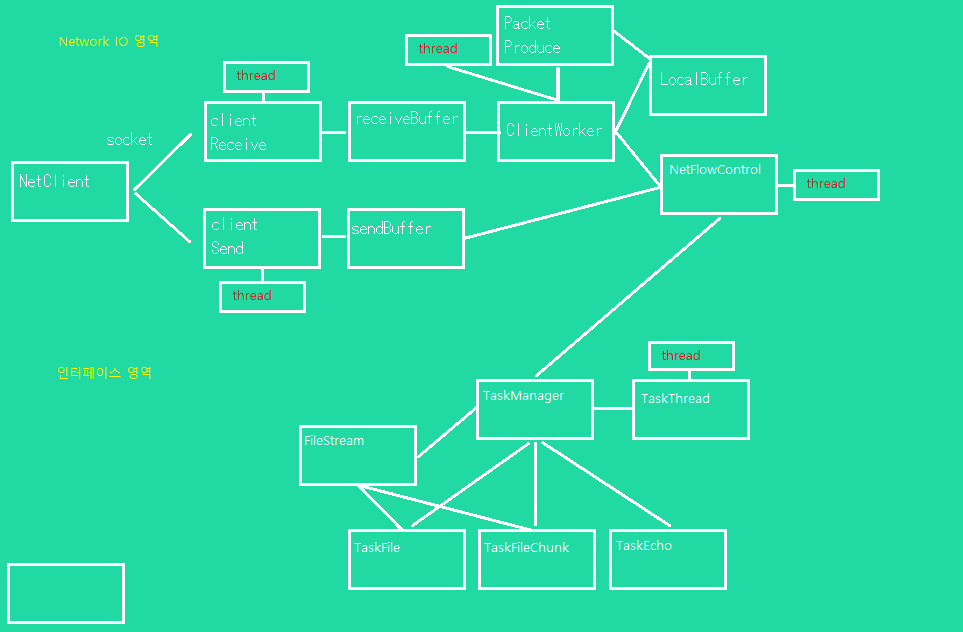 Network IO 영역
Packet
Produce
thread
LocalBuffer
thread
client
Receive
receiveBuffer
ClientWorker
socket
NetClient
NetFlowControl
thread
client
Send
sendBuffer
thread
인터페이스 영역
thread
TaskManager
TaskThread
FileStream
TaskFile
TaskFileChunk
TaskEcho